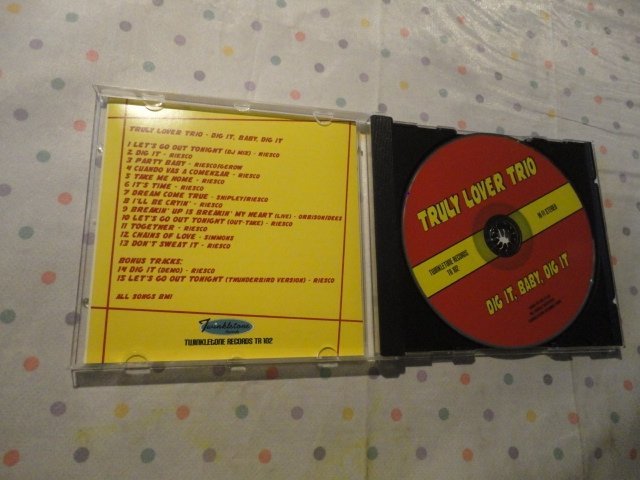 TRULY LOVER TRIO - DIG IT, BABY, DIG IT
1 LET'S GO OUT TONIGHT (DJ MIX) - RIESCO
2 DIG IT - RIESCO
3 PARTY BABY - RIESCO/GEROW
4 CUANDO VAS A COMENZAR - RIESCO
5 TAKE ME HOME - RIESCO
6 IT'S TIME - RIESCO
7 DREAM COME TRUE - SHIPLEY/RIESCO
8 I'LL BE CRYIN' - RIESCO
9 BREAKIN' UP IS BREAKIN' MY HEART (LIVE) - ORBISON/DEES
10 LET'S GO OUT TONIGHT (OUT-TAKE) - RIESCO
11 TOGETHER - RIESCO
12 CHAINS OF LOVE - SIMMONS
13 DON'T SWEAT IT - RIESCO
BONUS TRACKS:
14 DIG IT (DEMO) - RIESCO
15 LET'S GO OUT TONIGHT (THUNDERBIRD VERSION) - RIESCO
ALL SONGS BMI
Twinkletone
Records
TWINKLETONE RECORDS TR 102
TRULY LOVER TRIO
HI-FI STEREO
TWINKLETONE RECORDS
TR 102
DIG IT, BABY, DIG IT